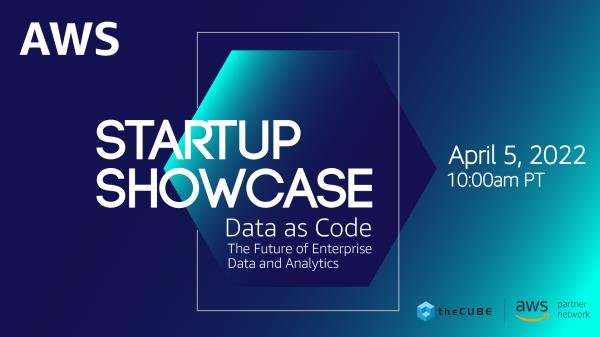 AWS
STARTUP
SHOWCASE
Data as Code
The Future of Enterprise
Data and Analytics
April 5, 2022
10:00am PT
theCUBE
aws
partner
network